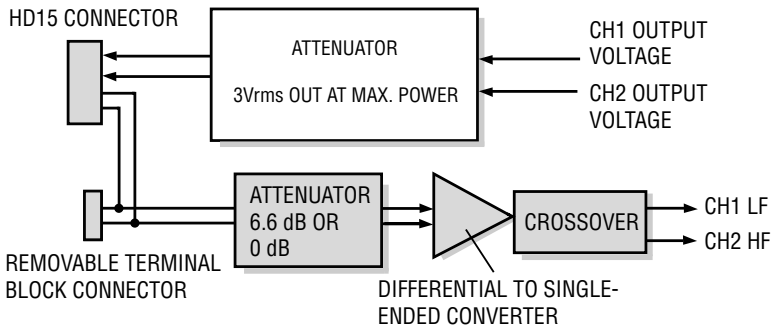 HD15 CONNECTOR
ATTENUATOR
3Vrms OUT AT MAX. POWER
CH1 OUTPUT
VOLTAGE
CH2 OUTPUT
VOLTAGE
ATTENUATOR
6.6 dB OR
0 dB
CROSSOVER
CH1 LF
CH2 HF
REMOVABLE TERMINAL
BLOCK CONNECTOR
DIFFERENTIAL TO SINGLE-
ENDED CONVERTER